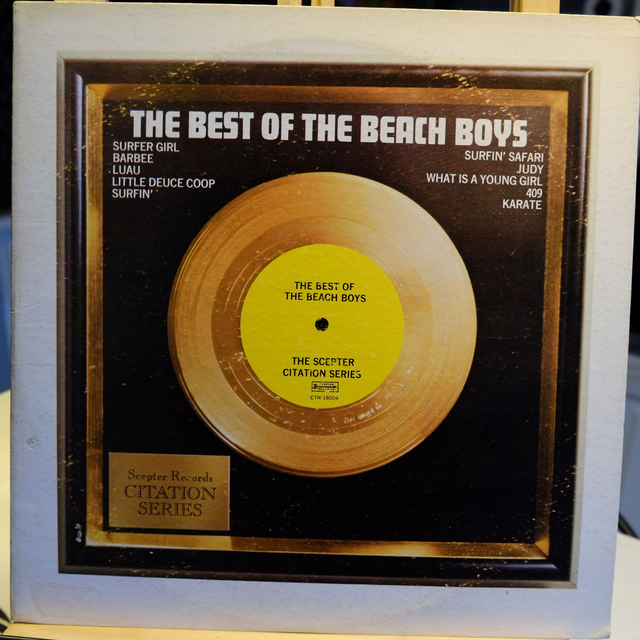 THE BEST OF THE BEACH BOYS
SURFER GIRL
BARBEE
LUAU
LITTLE DEUCE COOP
SURFIN'
SURFIN' SAFARI
JUDY
WHAT IS A YOUNG GIRL
409
KARATE
THE BEST OF
THE BEACH BOYS
THE SCEPTER
CITATION SERIES
CTN 18004
Scepter Records
CITATION
SERIES